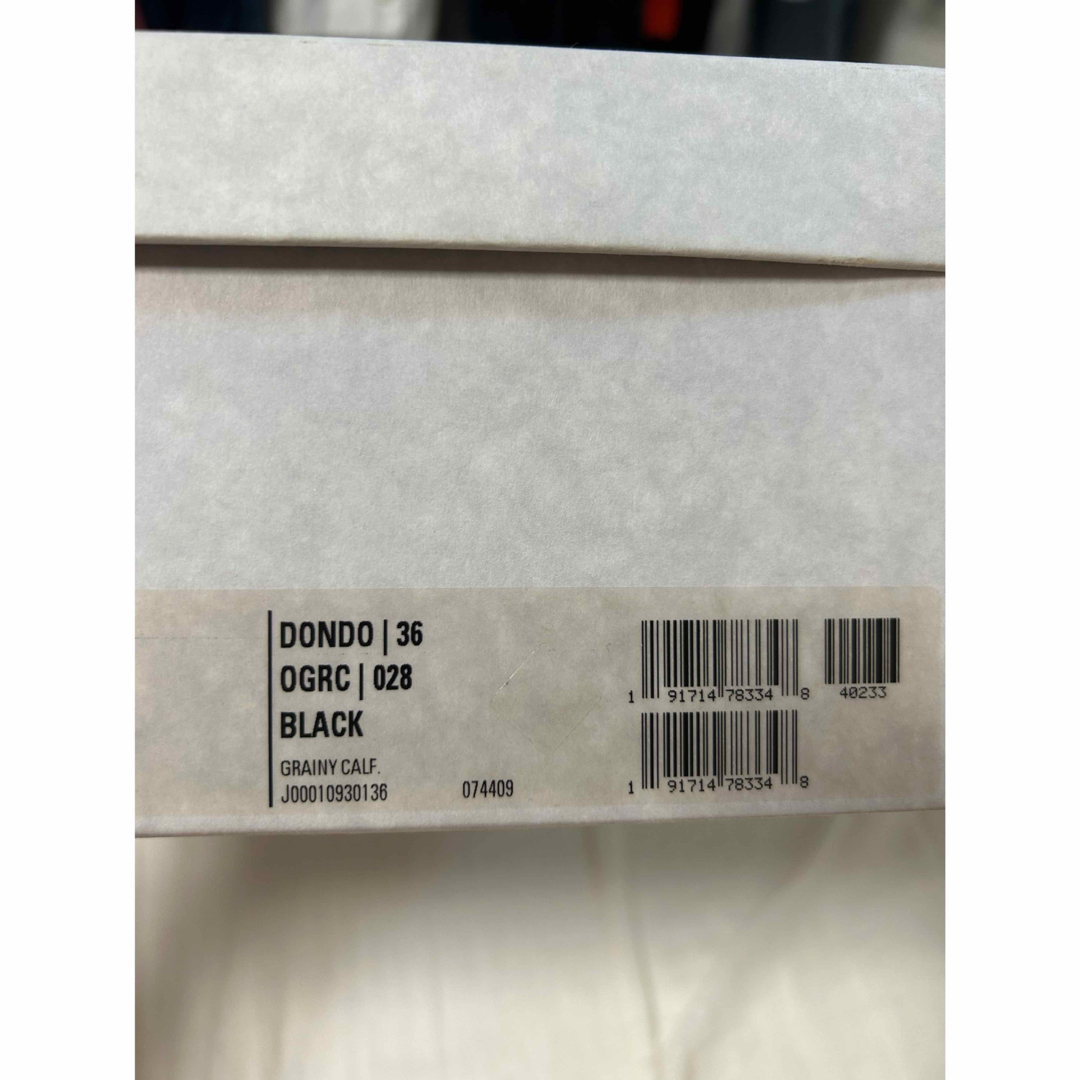 DONDO | 36
OGRC | 028
BLACK
GRAINY CALF.
J00010930136 074409
1 91714 78334 8 40233
1 91714 78334 8